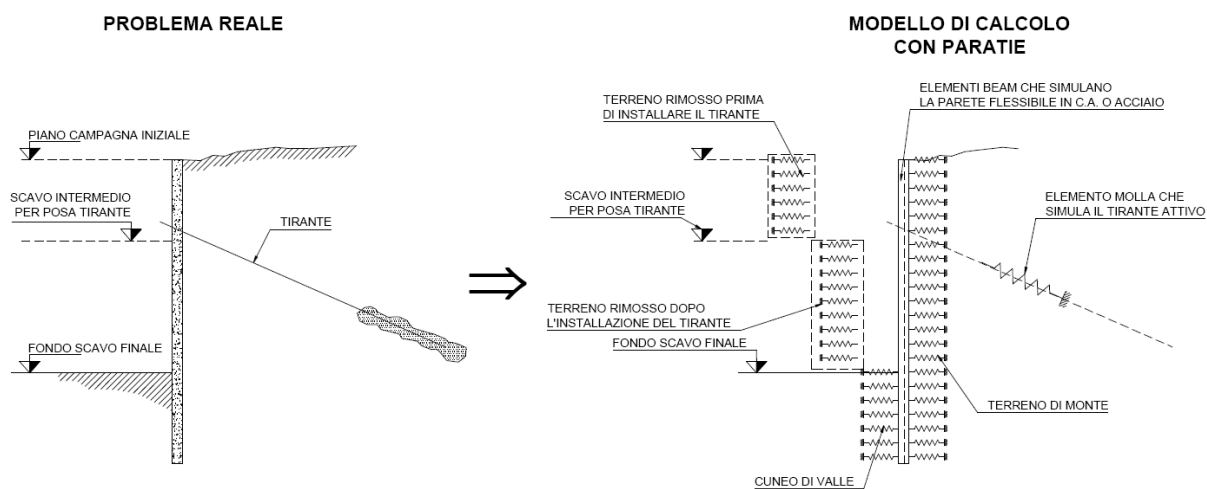 PROBLEMA REALE
PIANO CAMPAGNA INIZIALE
SCAVO INTERMEDIO
PER POSA TIRANTE
TIRANTE
FONDO SCAVO FINALE
MODELLO DI CALCOLO
CON PARATIE
TERRENO RIMOSSO PRIMA
DI INSTALLARE IL TIRANTE
ELEMENTI BEAM CHE SIMULANO
LA PARETE FLESSIBILE IN C.A. O ACCIAIO
SCAVO INTERMEDIO
PER POSA TIRANTE
ELEMENTO MOLLA CHE
SIMULA IL TIRANTE ATTIVO
TERRENO RIMOSSO DOPO
L'INSTALLAZIONE DEL TIRANTE
FONDO SCAVO FINALE
TERRENO DI MONTE
CUNEO DI VALLE